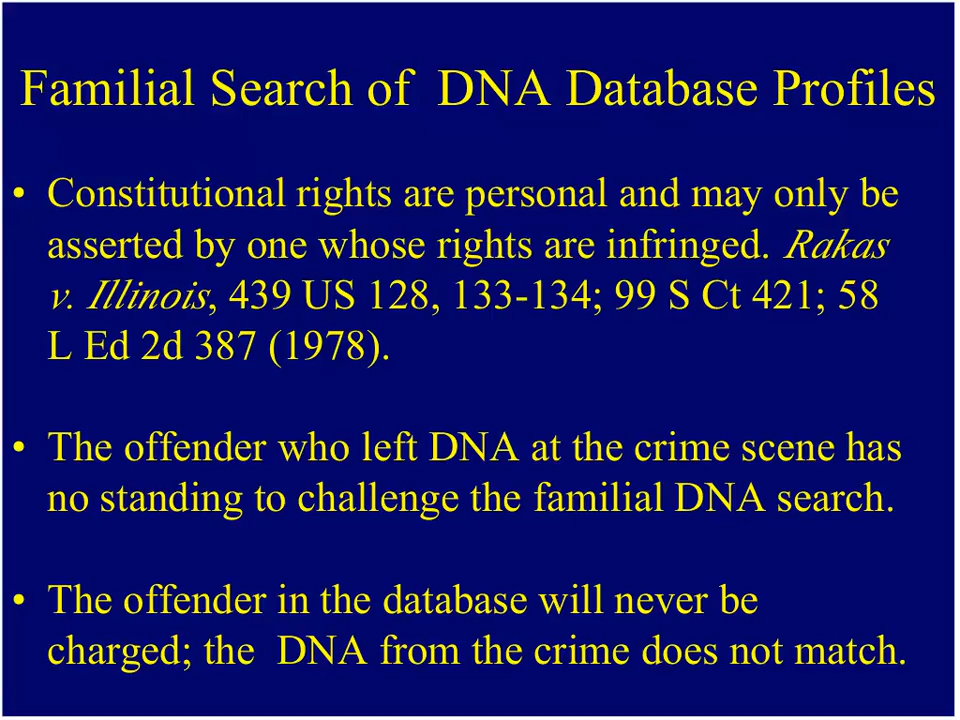 Familial Search of DNA Database Profiles
• Constitutional rights are personal and may only be
asserted by one whose rights are infringed. Rakas
v. Illinois, 439 US 128, 133-134; 99 S Ct 421; 58
L Ed 2d 387 (1978).
• The offender who left DNA at the crime scene has
no standing to challenge the familial DNA search.
• The offender in the database will never be
charged; the DNA from the crime does not match.